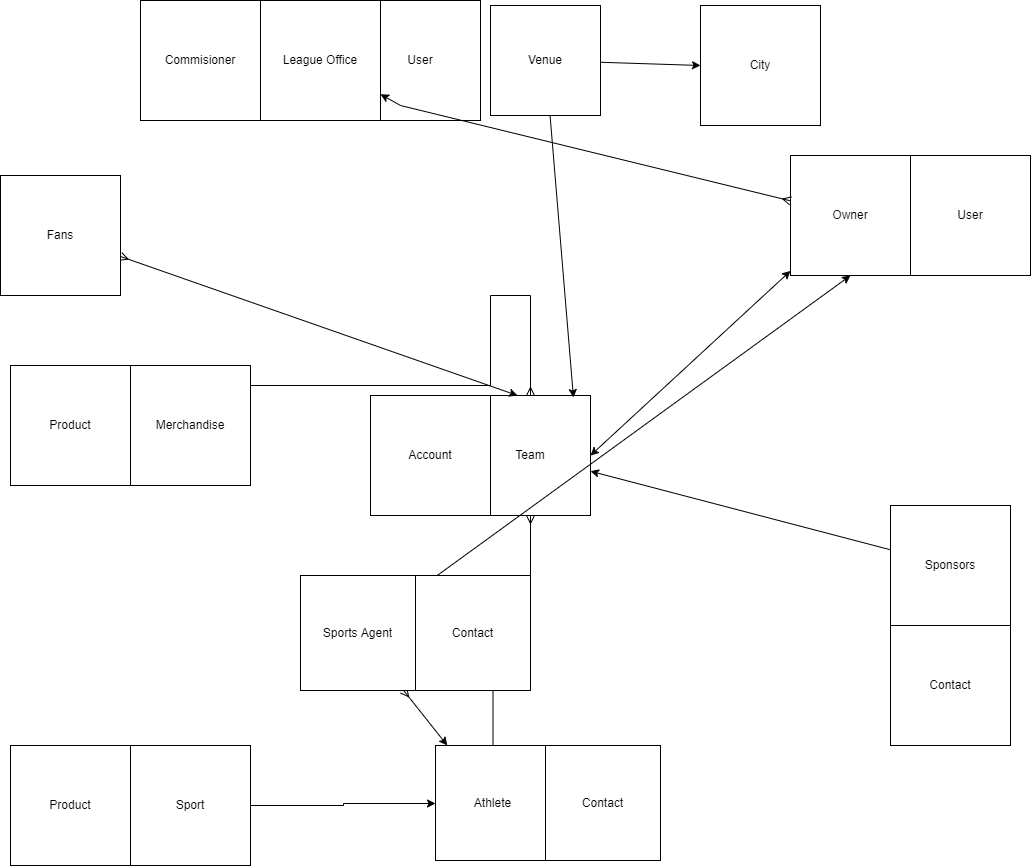 Commisioner
League Office
User
Venue
City
Fans
Owner
User
Product
Merchandise
Account
Team
Sponsors
Sports Agent
Contact
Contact
Product
Sport
Athlete
Contact